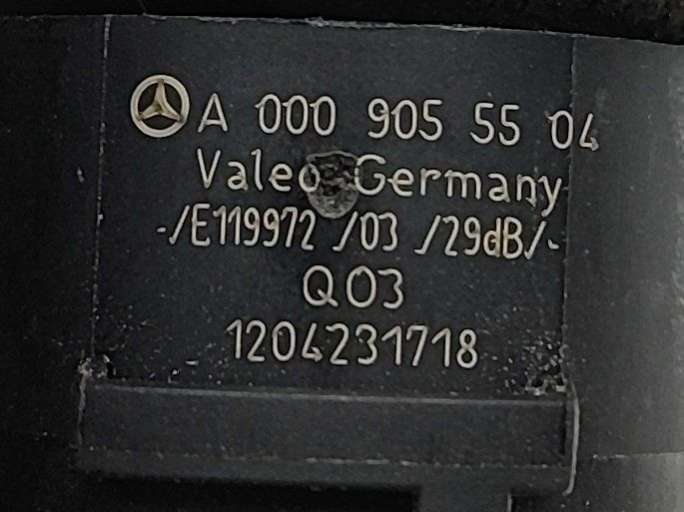 A 000 905 55 04
Valeo Germany
-/E119972 /03 /29dB/-
Q03
1204231718